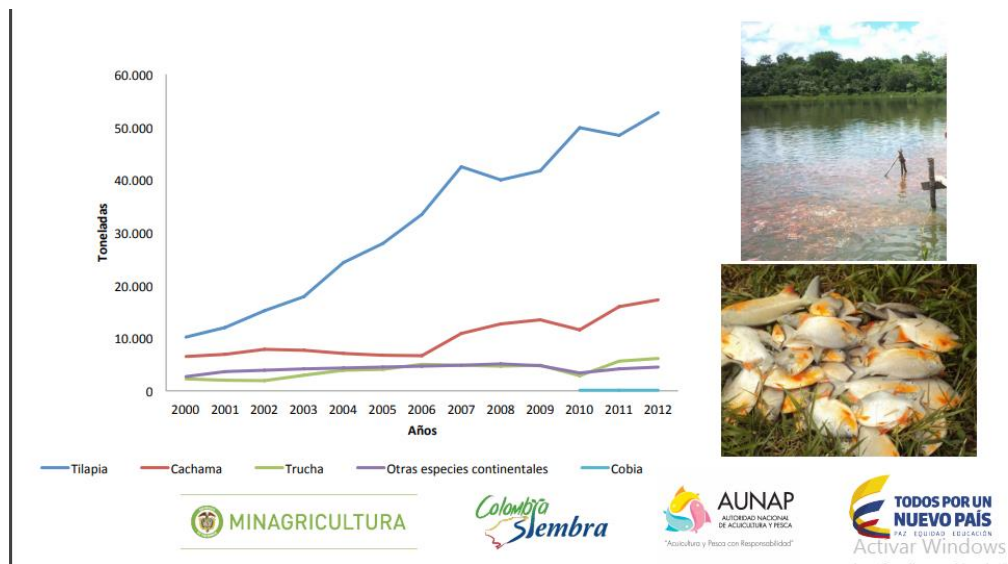 60.000
50.000
40.000
30.000
20.000
10.000
0
Toneladas
2000 2001 2002 2003 2004 2005 2006 2007 2008 2009 2010 2011 2012
Años
Tilapia Cachama Trucha Otras especies continentales Cobia
MINAGRICULTURA
Colombia
Siembra
AUNAP
AUTORIDAD NACIONAL
DE ACUICULTURA Y PESCA
"Acuicultura y Pesca con Responsabilidad"
TODOS POR UN
NUEVO PAÍS
PAZ EQUIDAD EDUCACIÓN
Activar Windows